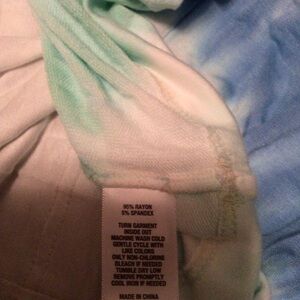 95% RAYON
5% SPANDEX
TURN GARMENT
INSIDE OUT
MACHINE WASH COLD
GENTLE CYCLE WITH
LIKE COLORS
ONLY NON-CHLORINE
BLEACH IF NEEDED
TUMBLE DRY LOW
REMOVE PROMPTLY
COOL IRON IF NEEDED
MADE IN CHINA